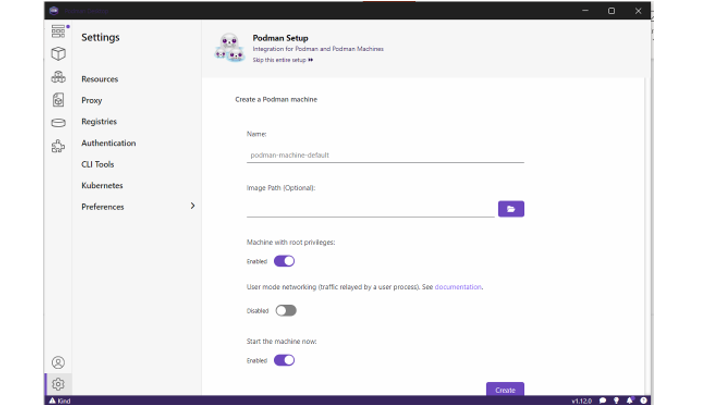 Settings
Resources
Proxy
Registries
Authentication
CLI Tools
Kubernetes
Preferences
Podman Setup
Integration for Podman and Podman Machines
Skip this entire setup
Create a Podman machine
Name:
podman-machine-default
Image Path (Optional):
Machine with root privileges:
Enabled
User mode networking (traffic relayed by a user process). See documentation.
Disabled
Start the machine now:
Enabled
Create
Kind
v1.12.0